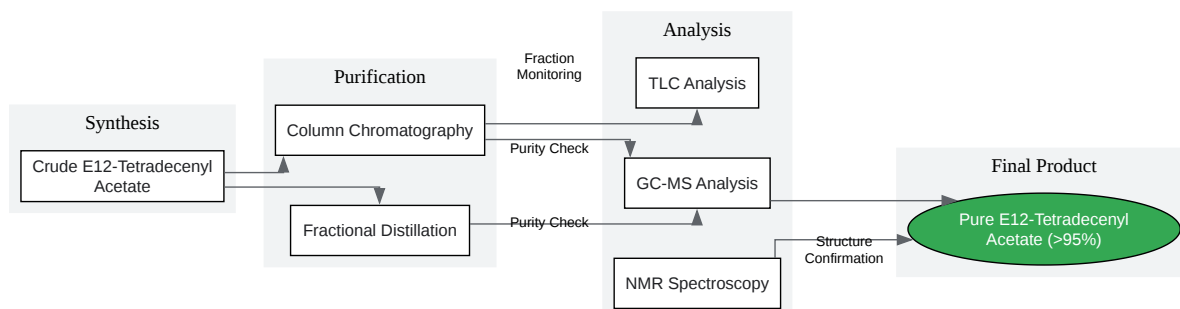 Synthesis
Crude E12-Tetradecenyl
Acetate
Purification
Column Chromatography
Fractional Distillation
Fraction
Monitoring
Purity Check
Purity Check
Analysis
TLC Analysis
GC-MS Analysis
NMR Spectroscopy
Structure
Confirmation
Final Product
Pure E12-Tetradecenyl
Acetate (>95%)